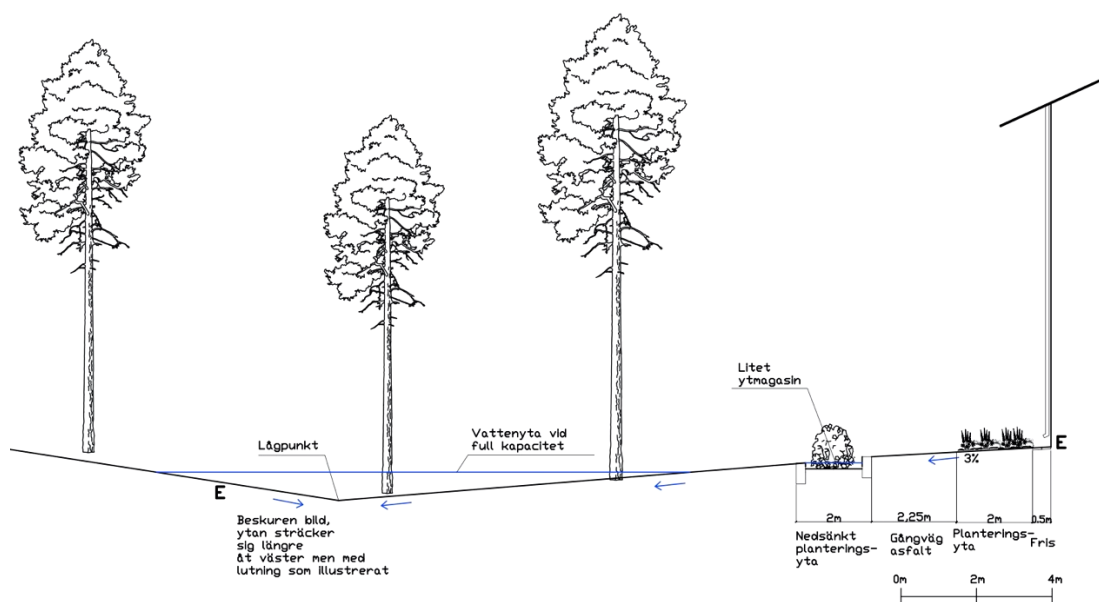 Litet
ytmagasin
Lågpunkt
Vattenyta vid
full kapacitet
E
3%
E
Beskuren bild,
ytan sträcker
sig längre
åt väster men med
lutning som illustrerat
2m
2,25m
2m
0.5m
Nedsänkt
planterings-
yta
Gångväg
asfalt
Planterings-
yta
Fris
0m
2m
4m